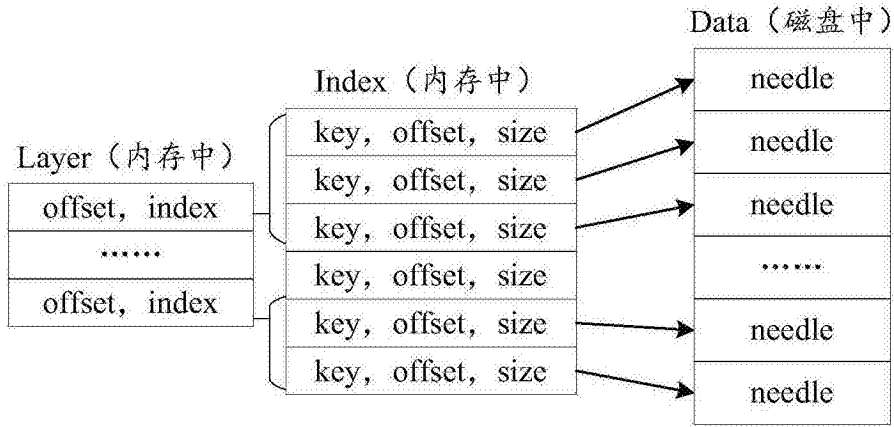 Layer（内存中）
offset，index
……
offset，index
Index（内存中）
key，offset，size
key，offset，size
key，offset，size
key，offset，size
key，offset，size
key，offset，size
Data（磁盘中）
needle
needle
needle
……
needle
needle